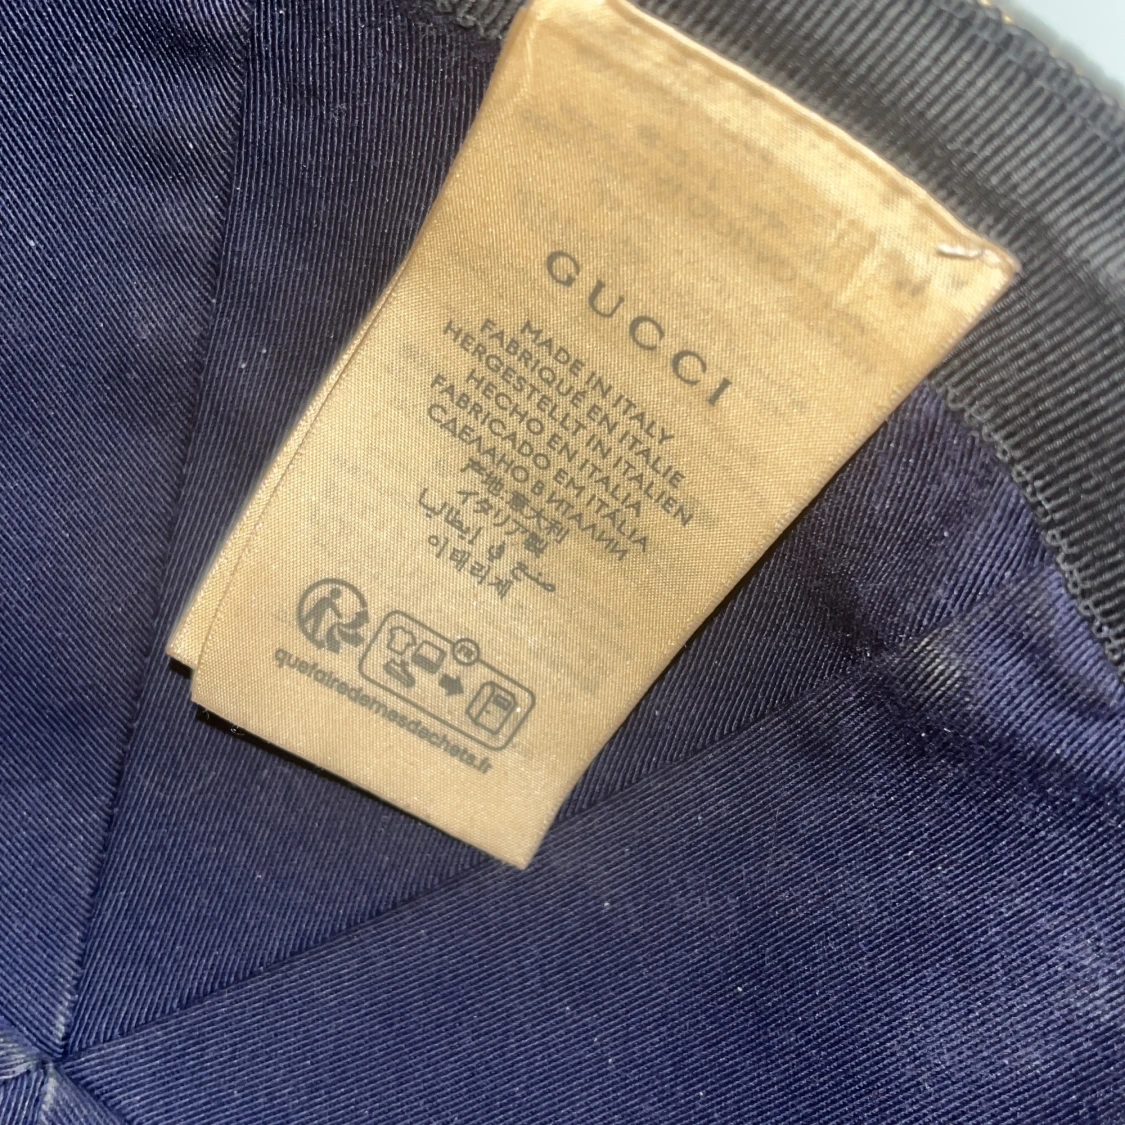 GUCCI
MADE IN ITALY
FABRIQUÉ EN ITALIE
HERGESTELLT IN ITALIEN
HECHO EN ITALIA
FABRICADO EM ITALIA
СДЕЛАНО В ИТАЛИИ
产地:意大利
イタリア製
صنع في إيطاليا
이태리제
FR
quefairedemesdechets.fr